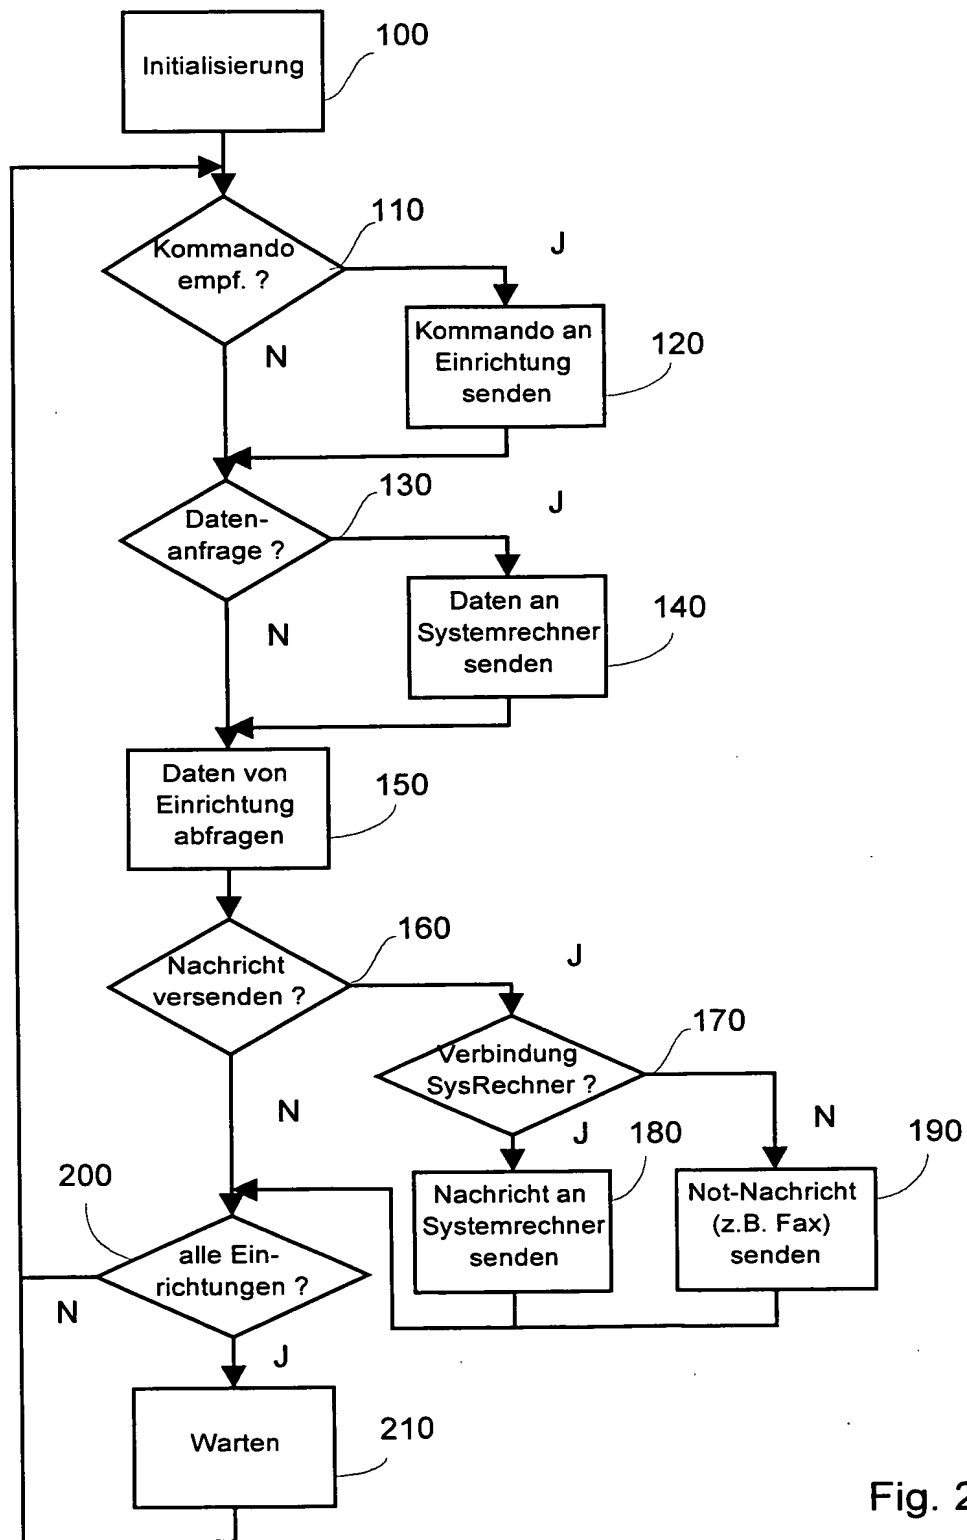 Initialisierung
100
Kommando
empf. ?
110
J
N
Kommando an
Einrichtung
senden
120
Daten-
anfrage ?
130
J
N
Daten an
Systemrechner
senden
140
Daten von
Einrichtung
abfragen
150
Nachricht
versenden ?
160
J
N
Verbindung
SysRechner ?
170
J
N
Nachricht an
Systemrechner
senden
180
Not-Nachricht
(z.B. Fax)
senden
190
200
alle Ein-
richtungen ?
N
J
Warten
210
Fig. 2